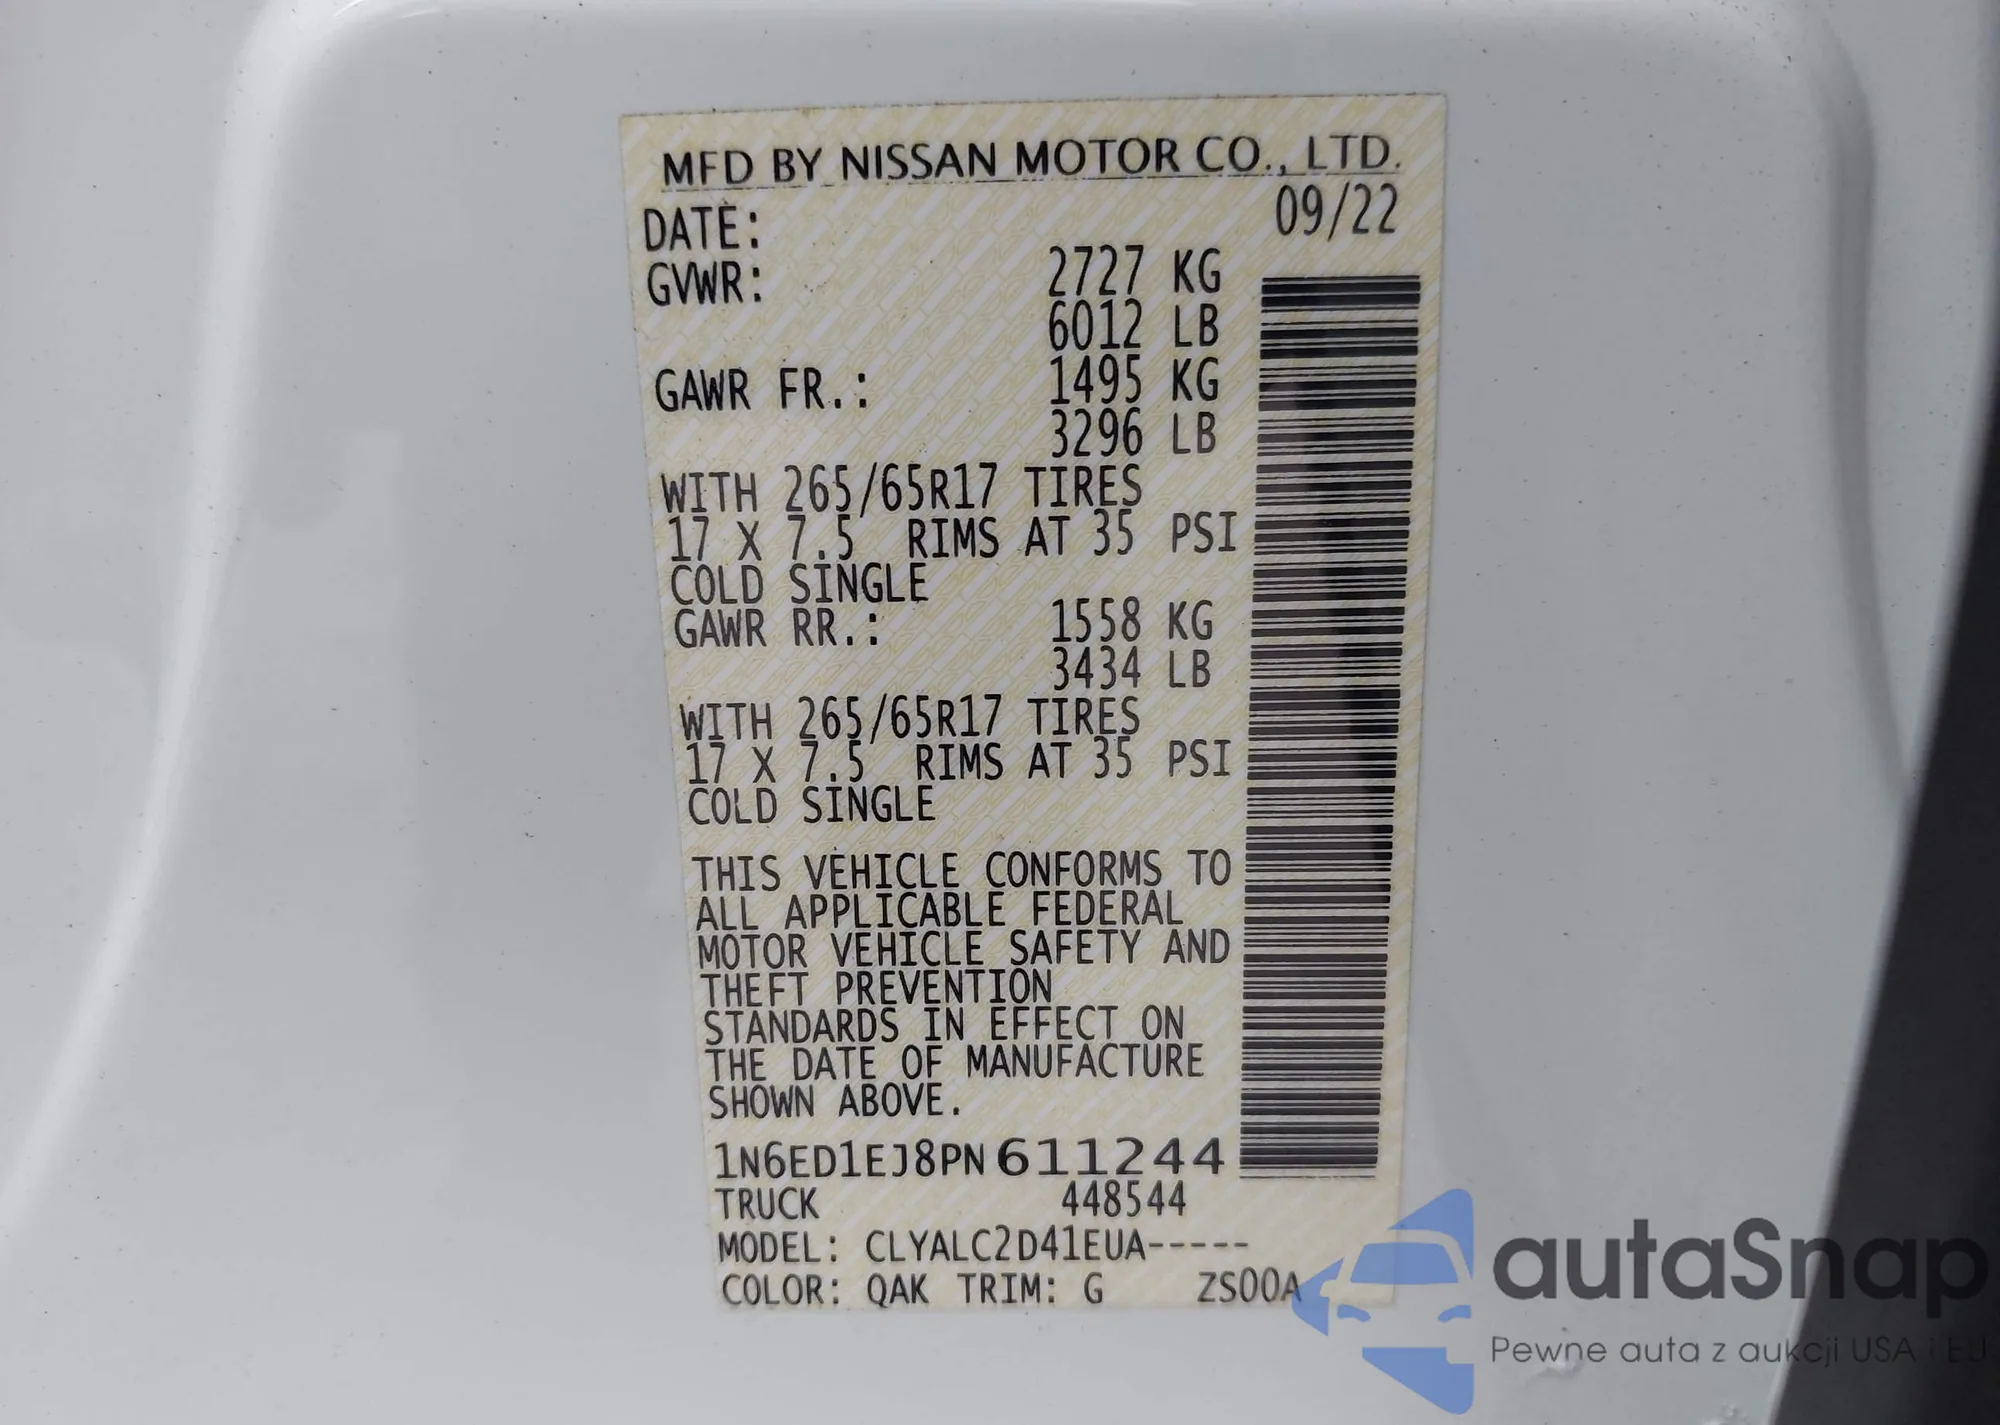 MFD BY NISSAN MOTOR CO., LTD.
DATE: 09/22
GVWR: 2727 KG
6012 LB
GAWR FR.: 1495 KG
3296 LB
WITH 265/65R17 TIRES
17 X 7.5 RIMS AT 35 PSI
COLD SINGLE
GAWR RR.: 1558 KG
3434 LB
WITH 265/65R17 TIRES
17 X 7.5 RIMS AT 35 PSI
COLD SINGLE
THIS VEHICLE CONFORMS TO
ALL APPLICABLE FEDERAL
MOTOR VEHICLE SAFETY AND
THEFT PREVENTION
STANDARDS IN EFFECT ON
THE DATE OF MANUFACTURE
SHOWN ABOVE.
1N6ED1EJ8PN611244
TRUCK 448544
MODEL: CLYALC2D41EUA-----
COLOR: QAK TRIM: G ZS00A
autaSnap
Pewne auta z aukcji USA i EU